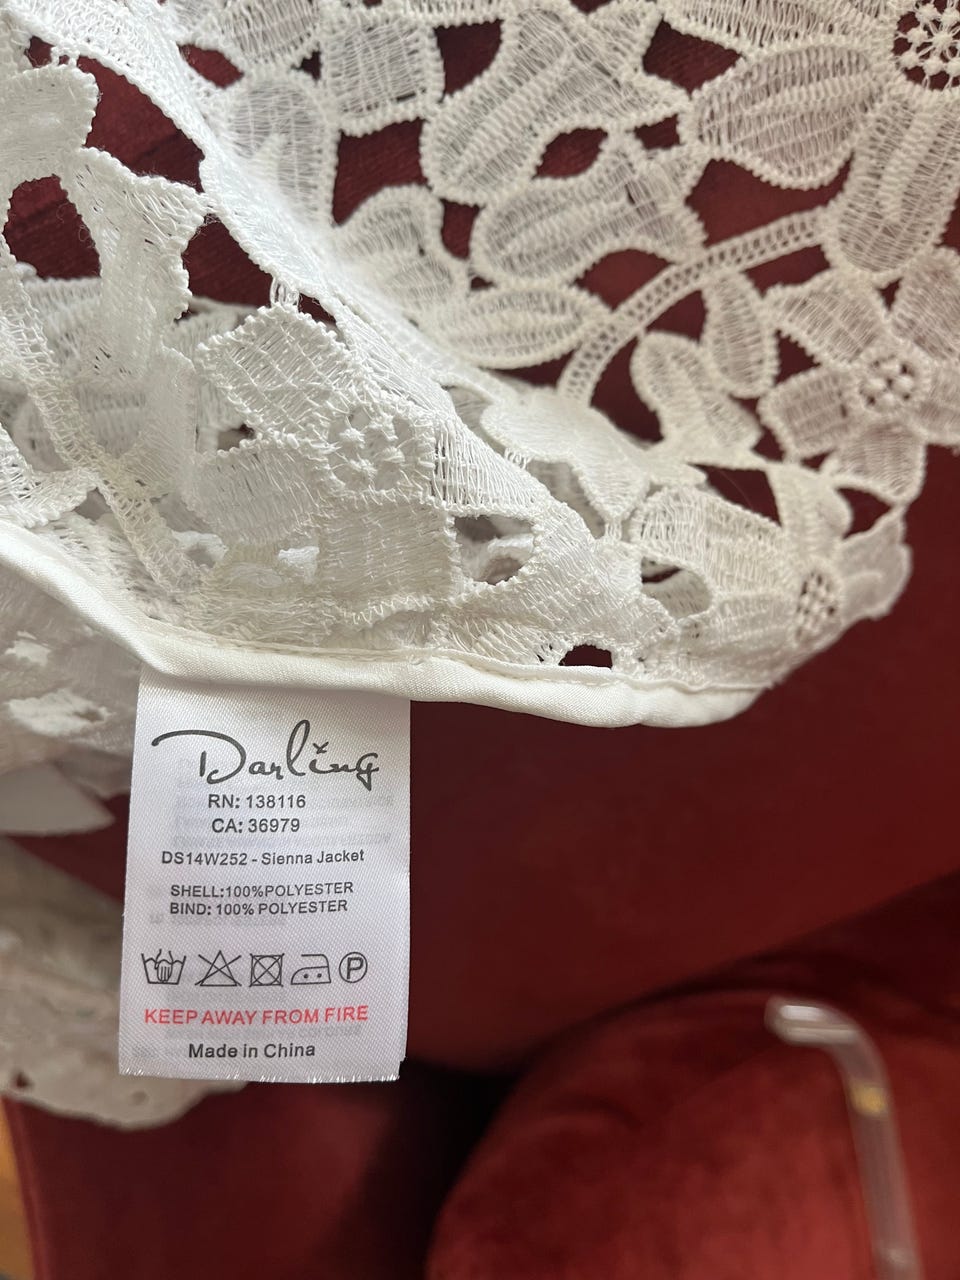 Darling
RN: 138116
CA: 36979
DS14W252 - Sienna Jacket
SHELL:100%POLYESTER
BIND: 100% POLYESTER
P
KEEP AWAY FROM FIRE
Made in China